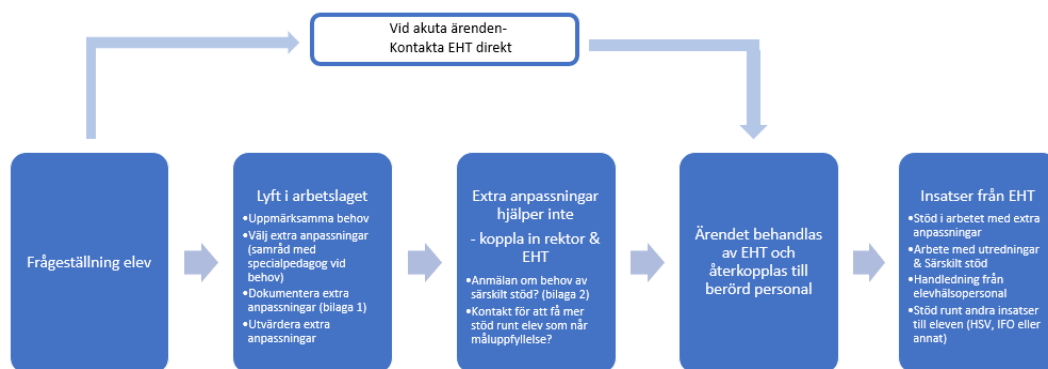 Vid akuta ärenden-
Kontakta EHT direkt
Frågeställning elev
Lyft i arbetslaget
•Uppmärksamma behov
•Välj extra anpassningar
(samråd med
specialpedagog vid
behov)
•Dokumentera extra
anpassningar (bilaga 1)
•Utvärdera extra
anpassningar
Extra anpassningar
hjälper inte
- koppla in rektor &
EHT
•Anmälan om behov av
särskilt stöd? (bilaga 2)
•Kontakt för att få mer
stöd runt elev som når
måluppfyllelse?
Ärendet behandlas
av EHT och
återkopplas till
berörd personal
Insatser från EHT
•Stöd i arbetet med extra
anpassningar
•Arbete med utredningar
& Särskilt stöd
•Handledning från
elevhälsopersonal
•Stöd runt andra insatser
till eleven (HSV, IFO eller
annat)